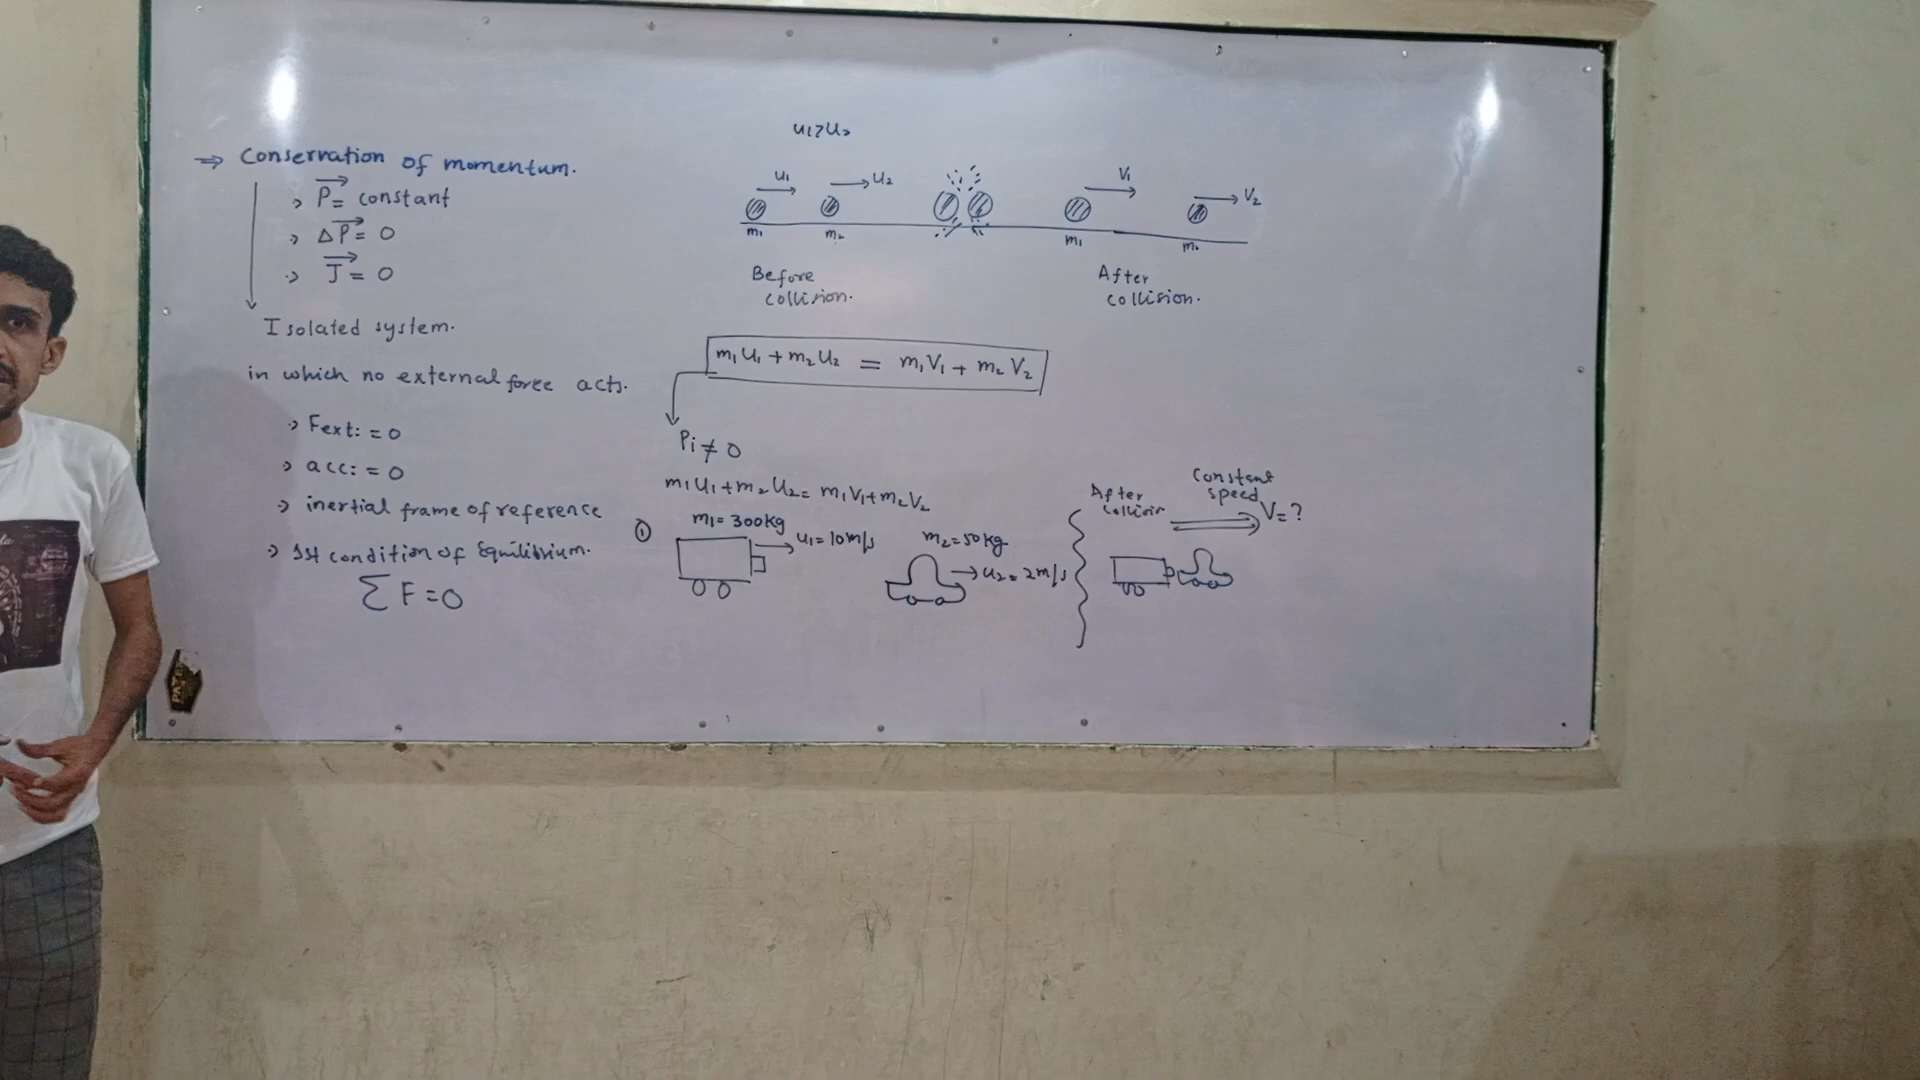 ⇒ Conservation of momentum.
P⃗ = constant
ΔP⃗ = 0
J⃗ = 0
Isolated system.
in which no external force acts.
Fext: = 0
acc: = 0
inertial frame of reference
1st condition of Equilibrium.
Σ F = 0
u1>u2
u1 u2 V1 V2
m1 m2 m1 m2
Before collision.
After collision.
m1u1 + m2u2 = m1V1 + m2V2
Pi ≠ 0
m1u1+m2u2 = m1V1+m2V2
① m1 = 300kg
u1 = 10m/s
m2 = 50kg
u2 = 2m/s
After
collision
Constant
speed
V = ?